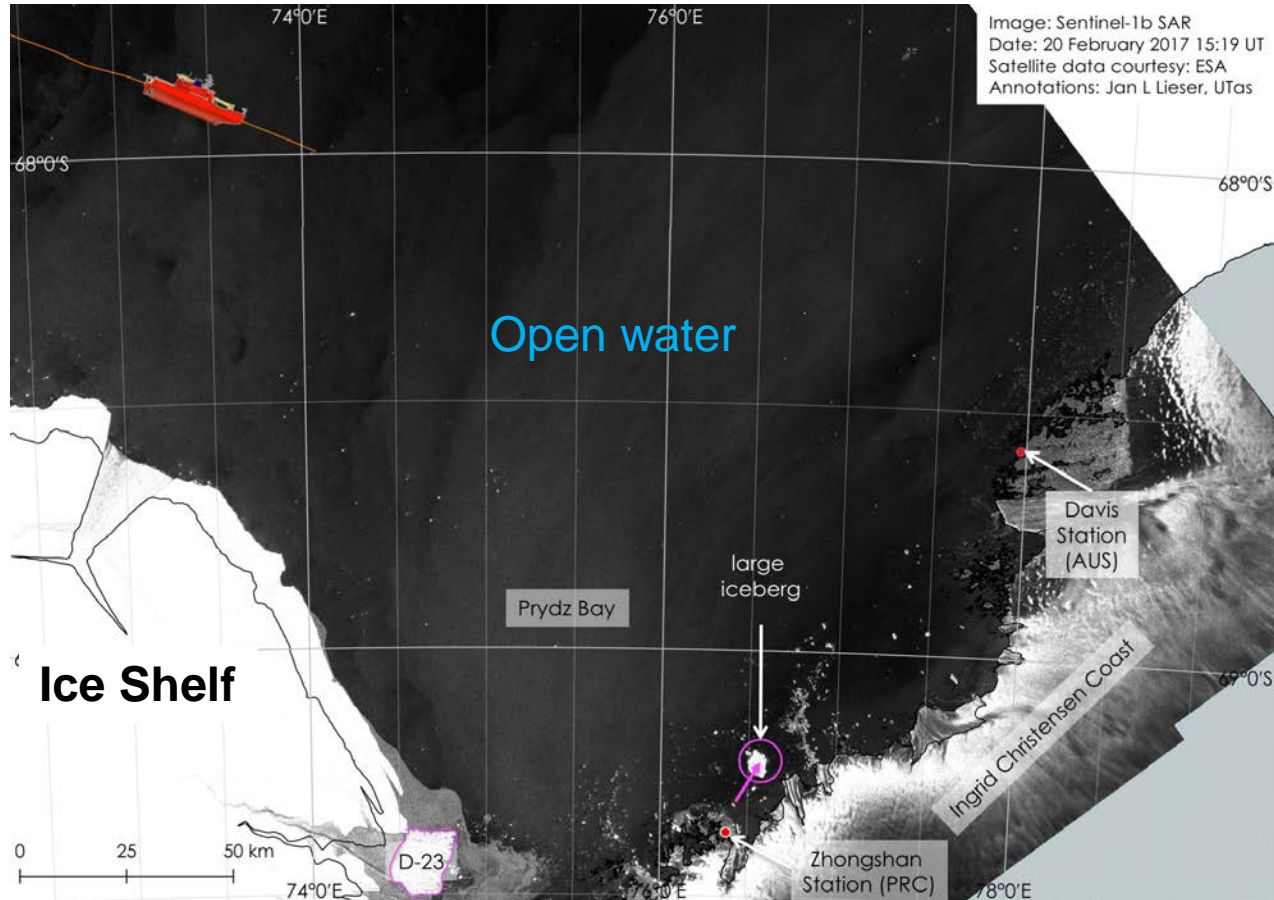 74°0'E
76°0'E
Image: Sentinel-1b SAR
Date: 20 February 2017 15:19 UT
Satellite data courtesy: ESA
Annotations: Jan L Lieser, UTas
68°0'S
68°0'S
Open water
Davis
Station
(AUS)
large
iceberg
Prydz Bay
Ice Shelf
69°0'S
Ingrid Christensen Coast
0 25 50 km
D-23
Zhongshan
Station (PRC)
74°0'E
76°0'E
78°0'E